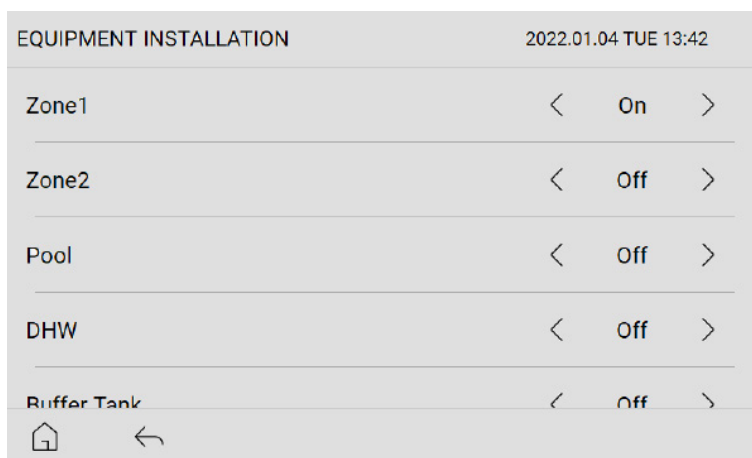 EQUIPMENT INSTALLATION 2022.01.04 TUE 13:42
Zone1 On
Zone2 Off
Pool Off
DHW Off
Buffer Tank Off